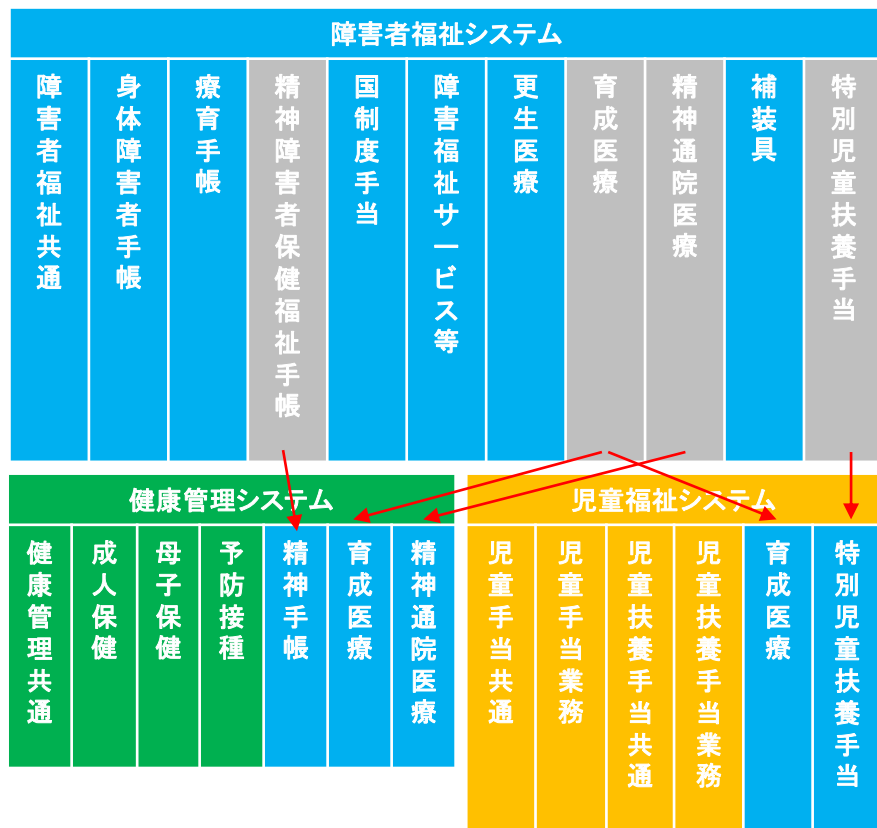 障害者福祉システム
障害者福祉共通
身体障害者手帳
療育手帳
精神障害者保健福祉手帳
国制度手当
障害福祉サービス等
更生医療
育成医療
精神通院医療
補装具
特別児童扶養手当
健康管理システム
健康管理共通
成人保健
母子保健
予防接種
精神手帳
育成医療
精神通院医療
児童福祉システム
児童手当共通
児童手当業務
児童扶養手当共通
児童扶養手当業務
育成医療
特別児童扶養手当